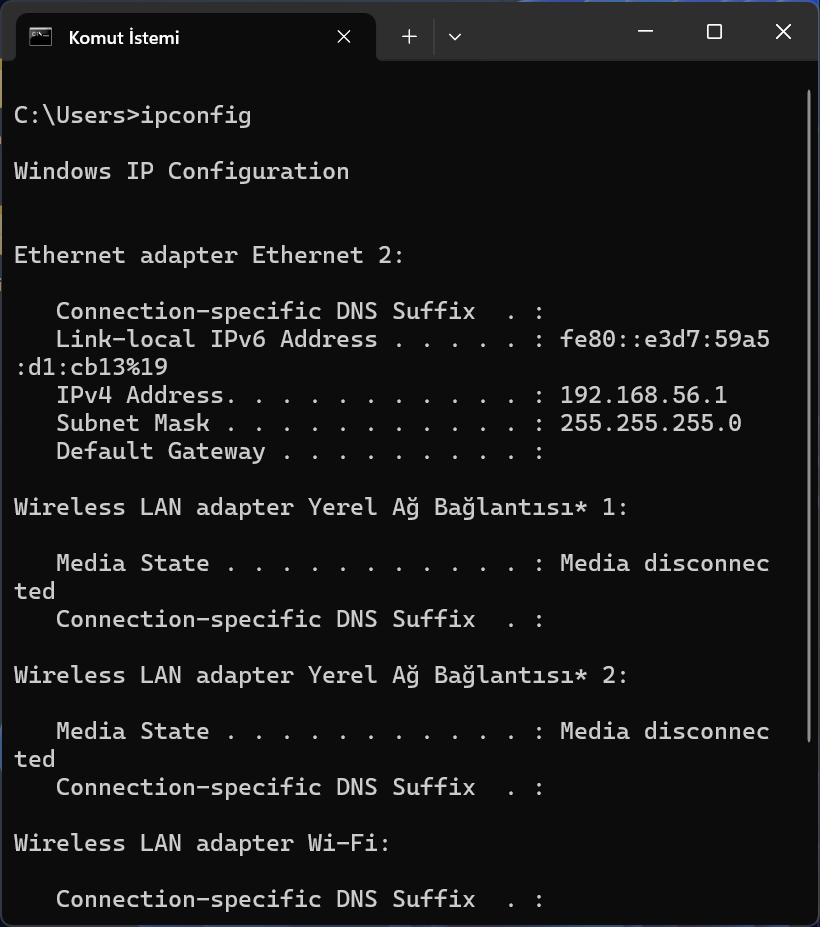 Komut İstemi
C:\Users>ipconfig
Windows IP Configuration
Ethernet adapter Ethernet 2:
   Connection-specific DNS Suffix  . :
   Link-local IPv6 Address . . . . . : fe80::e3d7:59a5
:d1:cb13%19
   IPv4 Address. . . . . . . . . . . : 192.168.56.1
   Subnet Mask . . . . . . . . . . . : 255.255.255.0
   Default Gateway . . . . . . . . . :
Wireless LAN adapter Yerel Ağ Bağlantısı* 1:
   Media State . . . . . . . . . . . : Media disconnec
ted
   Connection-specific DNS Suffix  . :
Wireless LAN adapter Yerel Ağ Bağlantısı* 2:
   Media State . . . . . . . . . . . : Media disconnec
ted
   Connection-specific DNS Suffix  . :
Wireless LAN adapter Wi-Fi:
   Connection-specific DNS Suffix  . :